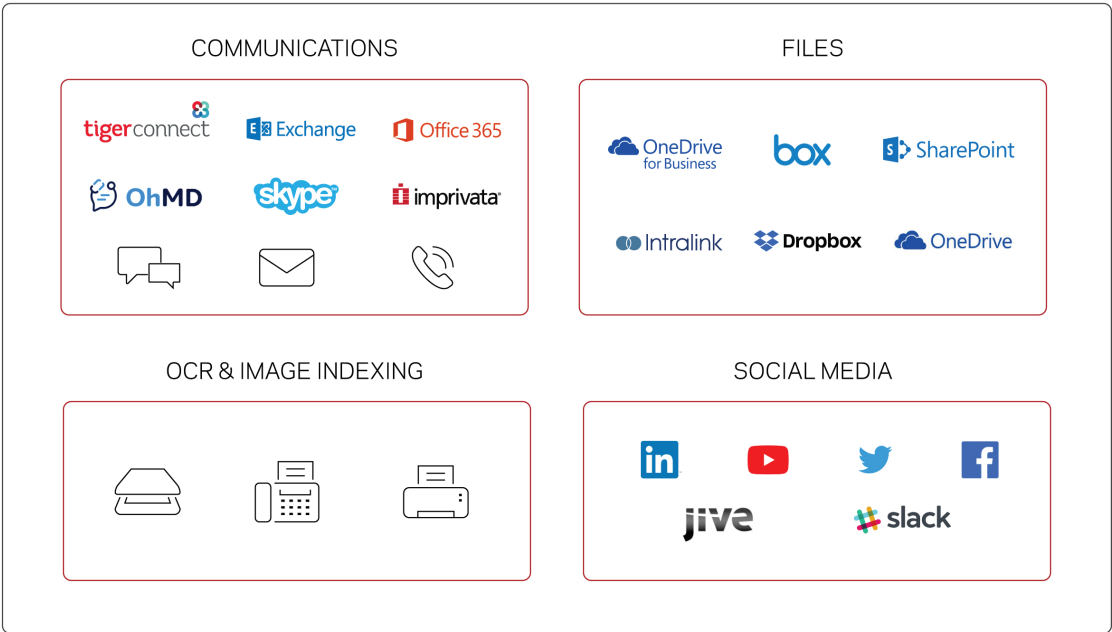 COMMUNICATIONS
tigerconnect
E Exchange
Office 365
OhMD
skype
imprivata
FILES
OneDrive
for Business
box
S SharePoint
Intralink
Dropbox
OneDrive
OCR & IMAGE INDEXING
SOCIAL MEDIA
in
f
jive
slack